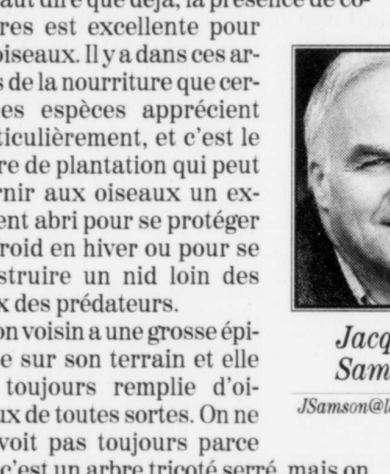 aut dire que déjà, la présence de co-
res est excellente pour
oiseaux. Il y a dans ces ar-
s de la nourriture que cer-
es espèces apprécient
ticulièrement, et c'est le
re de plantation qui peut
rnir aux oiseaux un ex-
ent abri pour se protéger
roid en hiver ou pour se
struire un nid loin des
x des prédateurs.
on voisin a une grosse épi-
e sur son terrain et elle
toujours remplie d'oi-
ux de toutes sortes. On ne
voit pas toujours parce
c'est un arbre tricoté serré, mais on
Jacq
Sam
JSamson@l